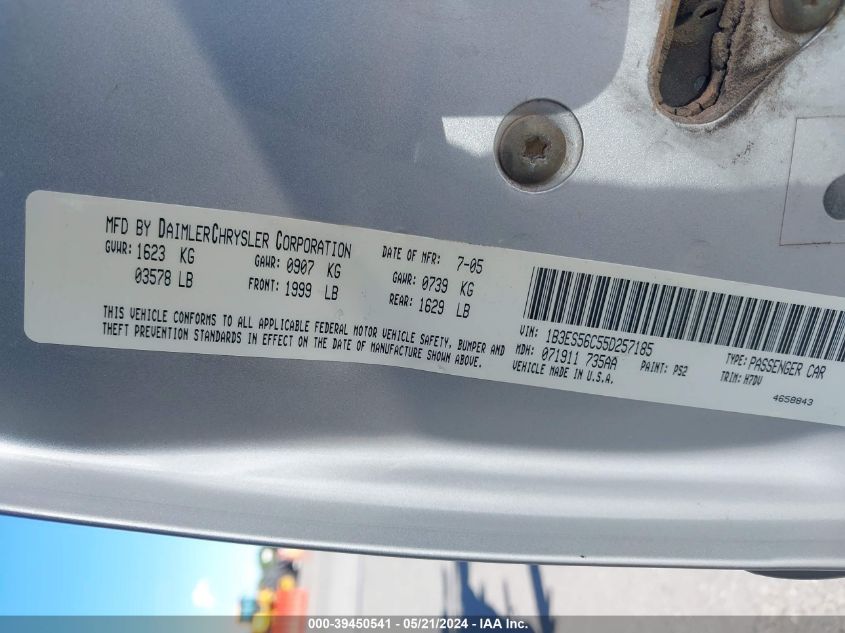 MFD BY DAIMLERCHRYSLER CORPORATION
DATE OF MFR: 7-05
GVWR: 1623 KG
GAWR: 0907 KG
GAWR: 0739 KG
03578 LB
FRONT: 1999 LB
REAR: 1629 LB
THIS VEHICLE CONFORMS TO ALL APPLICABLE FEDERAL MOTOR VEHICLE SAFETY, BUMPER AND
THEFT PREVENTION STANDARDS IN EFFECT ON THE DATE OF MANUFACTURE SHOWN ABOVE.
VIN: 1B3ES56C55D257185
TYPE: PASSENGER CAR
MDH: 071911 735AA
PAINT: PS2
TRIM: H7DV
VEHICLE MADE IN U.S.A.
4658843
000-39450541 - 05/21/2024 - IAA Inc.